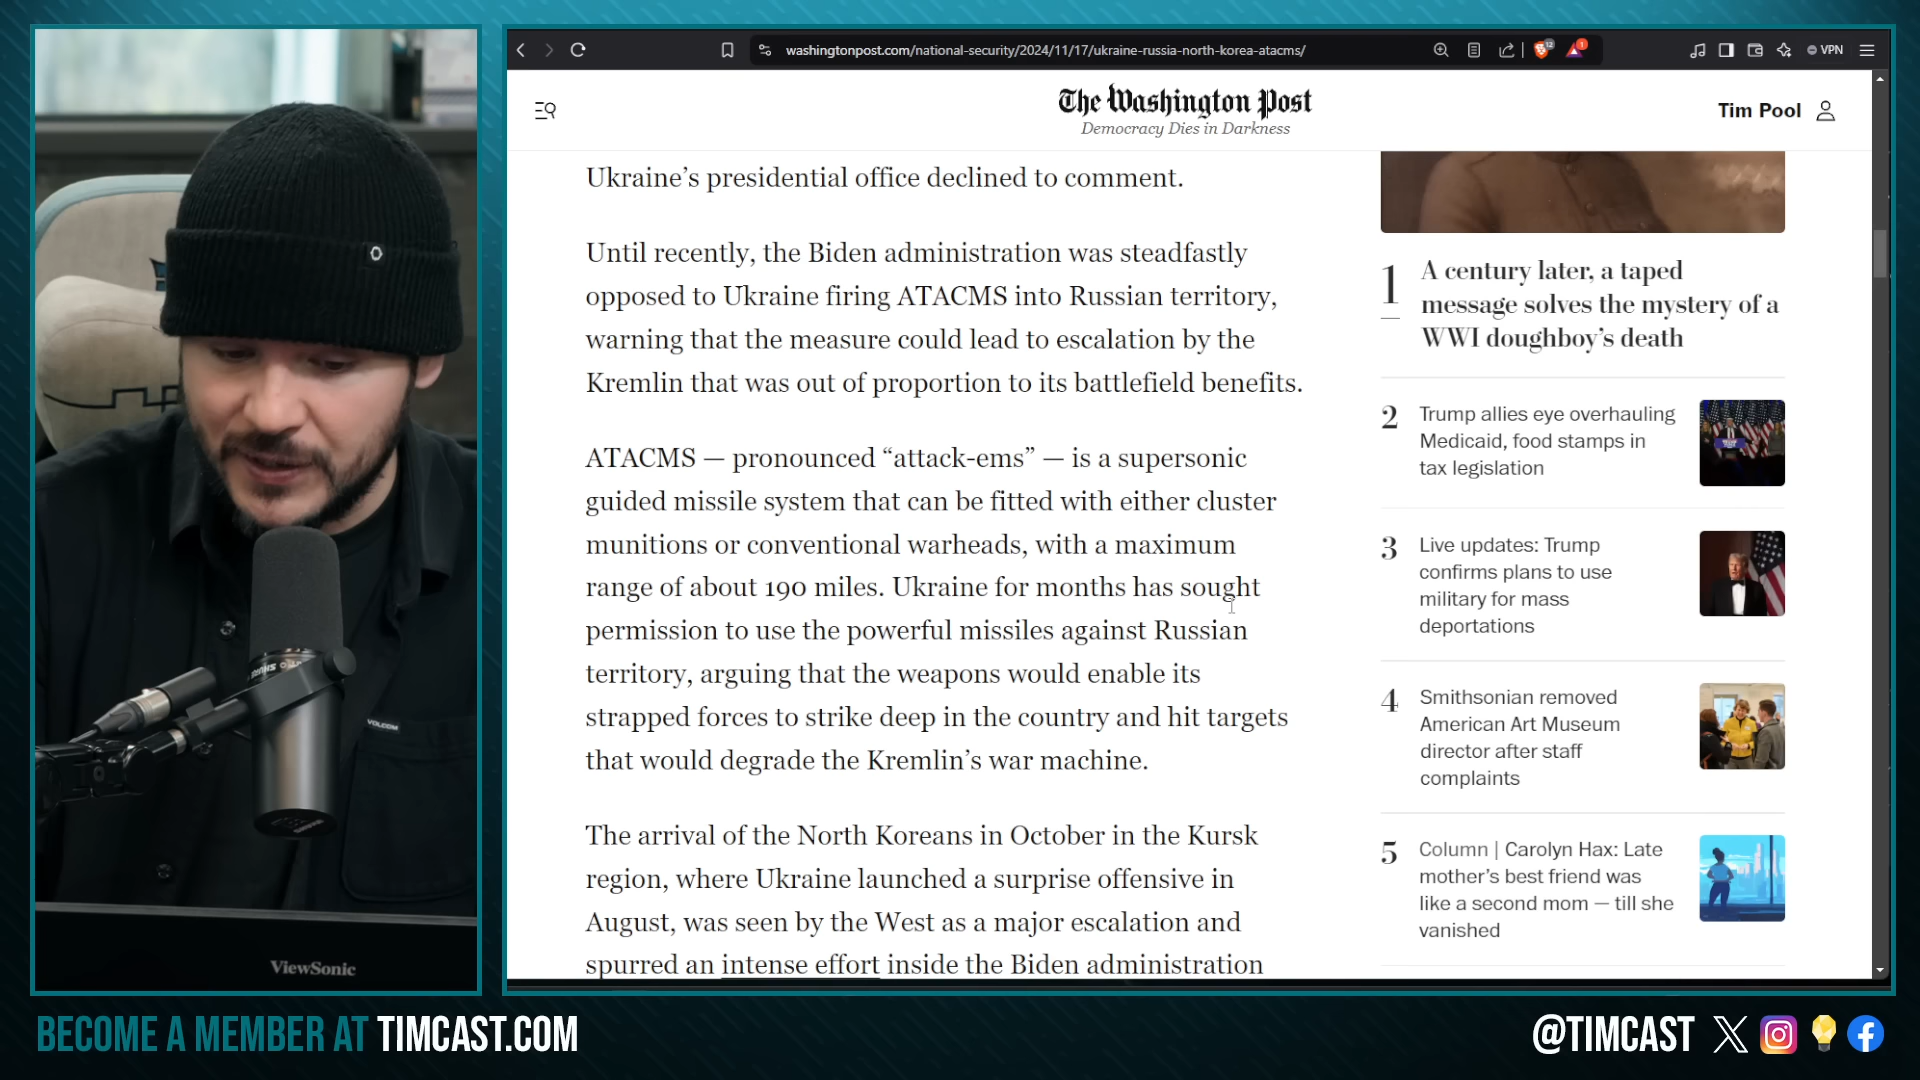 washingtonpost.com/national-security/2024/11/17/ukraine-russia-north-korea-atacms/
12
1
VPN
The Washington Post
Democracy Dies in Darkness
Tim Pool
Ukraine’s presidential office declined to comment.
Until recently, the Biden administration was steadfastly
opposed to Ukraine firing ATACMS into Russian territory,
warning that the measure could lead to escalation by the
Kremlin that was out of proportion to its battlefield benefits.
ATACMS — pronounced “attack-ems” — is a supersonic
guided missile system that can be fitted with either cluster
munitions or conventional warheads, with a maximum
range of about 190 miles. Ukraine for months has sought
permission to use the powerful missiles against Russian
territory, arguing that the weapons would enable its
strapped forces to strike deep in the country and hit targets
that would degrade the Kremlin’s war machine.
The arrival of the North Koreans in October in the Kursk
region, where Ukraine launched a surprise offensive in
August, was seen by the West as a major escalation and
spurred an intense effort inside the Biden administration
1
A century later, a taped
message solves the mystery of a
WWI doughboy’s death
2
Trump allies eye overhauling
Medicaid, food stamps in
tax legislation
3
Live updates: Trump
confirms plans to use
military for mass
deportations
4
Smithsonian removed
American Art Museum
director after staff
complaints
5
Column | Carolyn Hax: Late
mother’s best friend was
like a second mom — till she
vanished
VOLCOM
ViewSonic
BECOME A MEMBER AT TIMCAST.COM
@TIMCAST